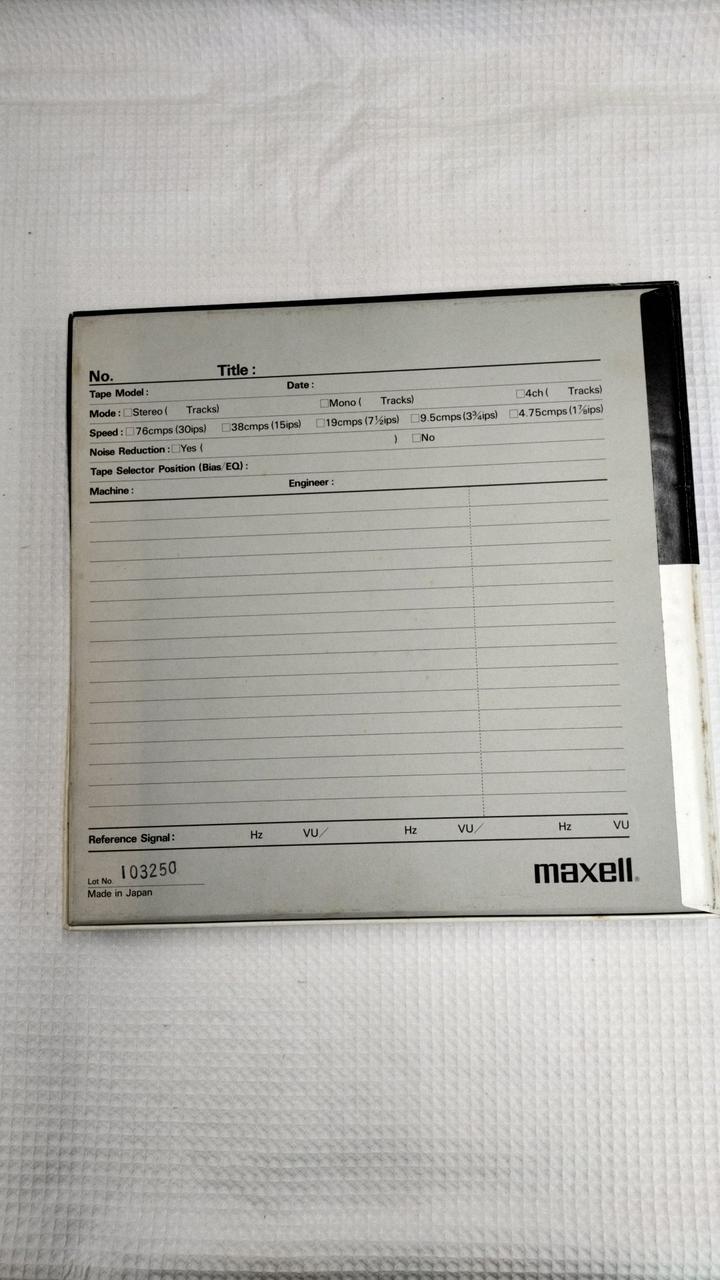 No. Title :
Tape Model : Date :
Mode : □Stereo ( Tracks) □Mono ( Tracks) □4ch ( Tracks)
Speed : □76cmps (30ips) □38cmps (15ips) □19cmps (7½ips) □9.5cmps (3¾ips) □4.75cmps (1⅞ips)
Noise Reduction : □Yes ( ) □No
Tape Selector Position (Bias/EQ) :
Machine : Engineer :
Reference Signal : Hz VU/ Hz VU/ Hz VU
Lot No. 103250
Made in Japan
maxell®